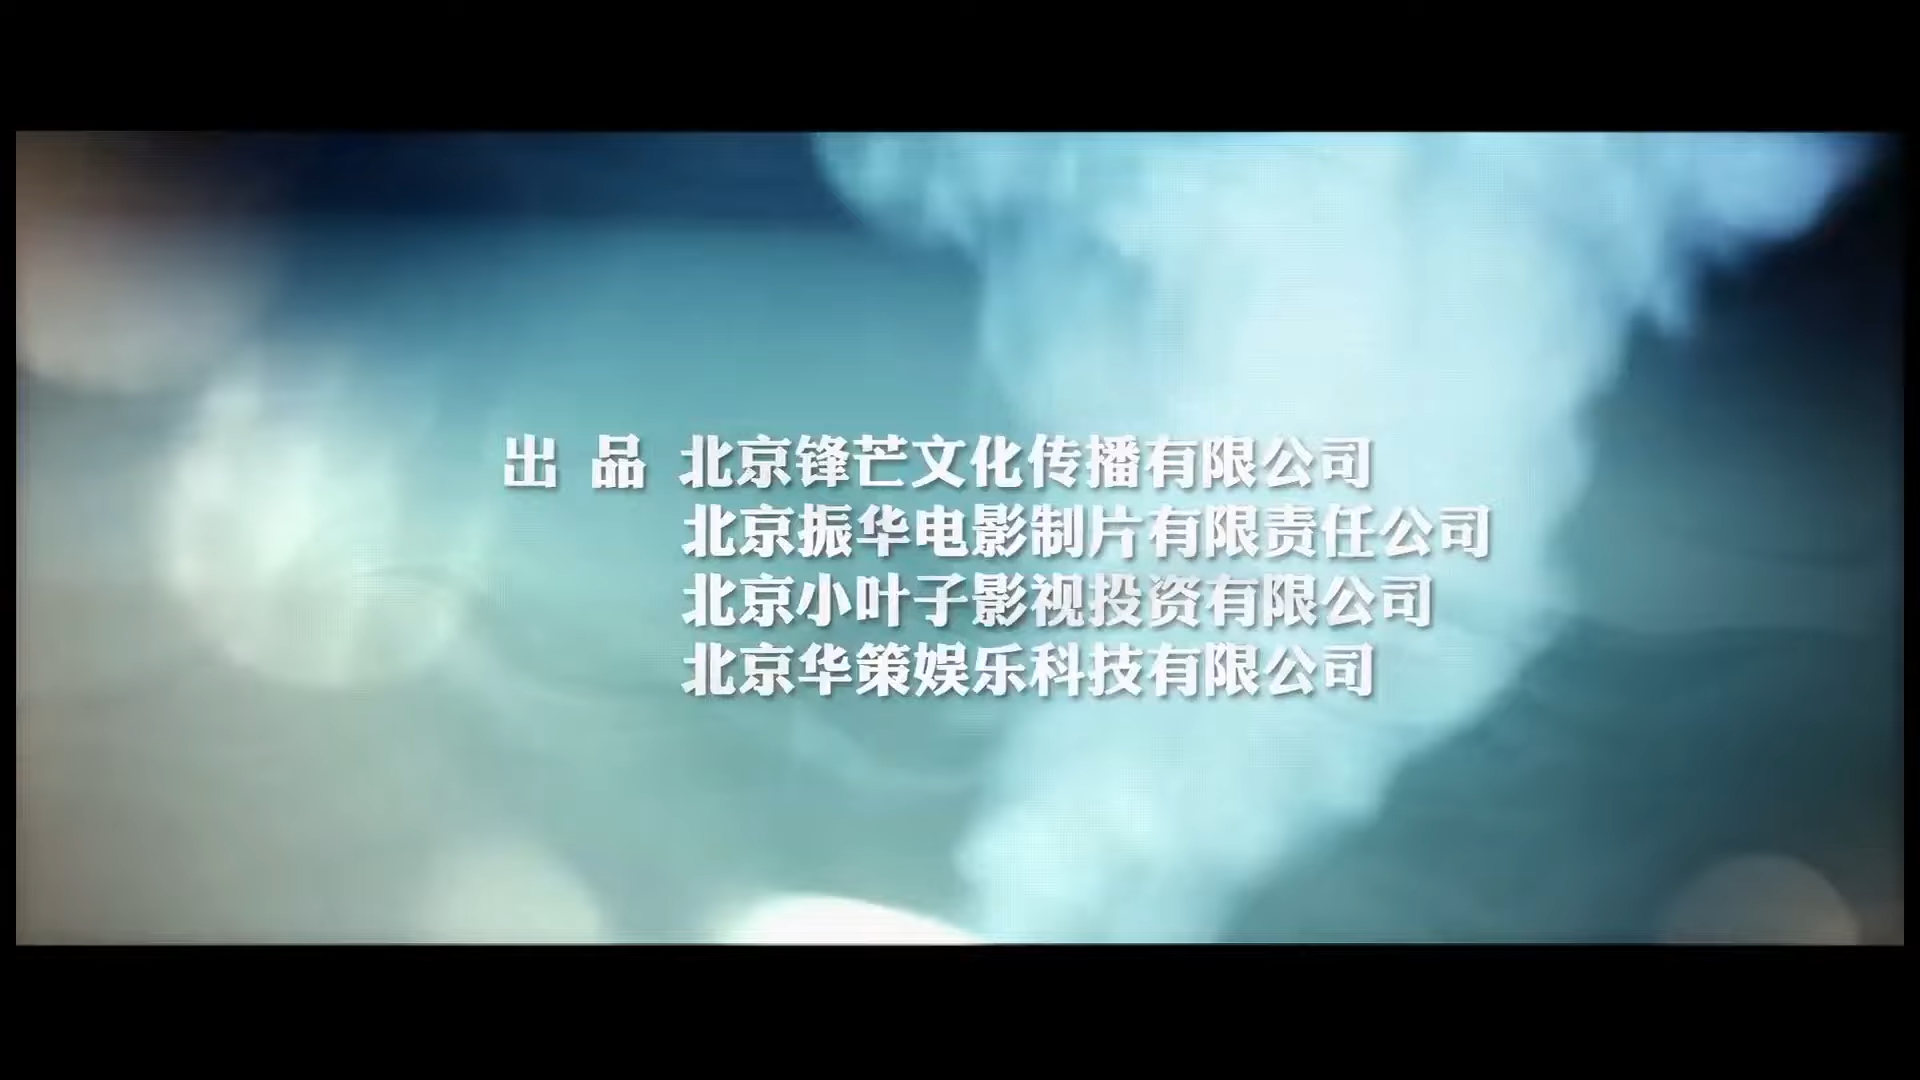 出 品 北京锋芒文化传播有限公司
北京振华电影制片有限责任公司
北京小叶子影视投资有限公司
北京华策娱乐科技有限公司